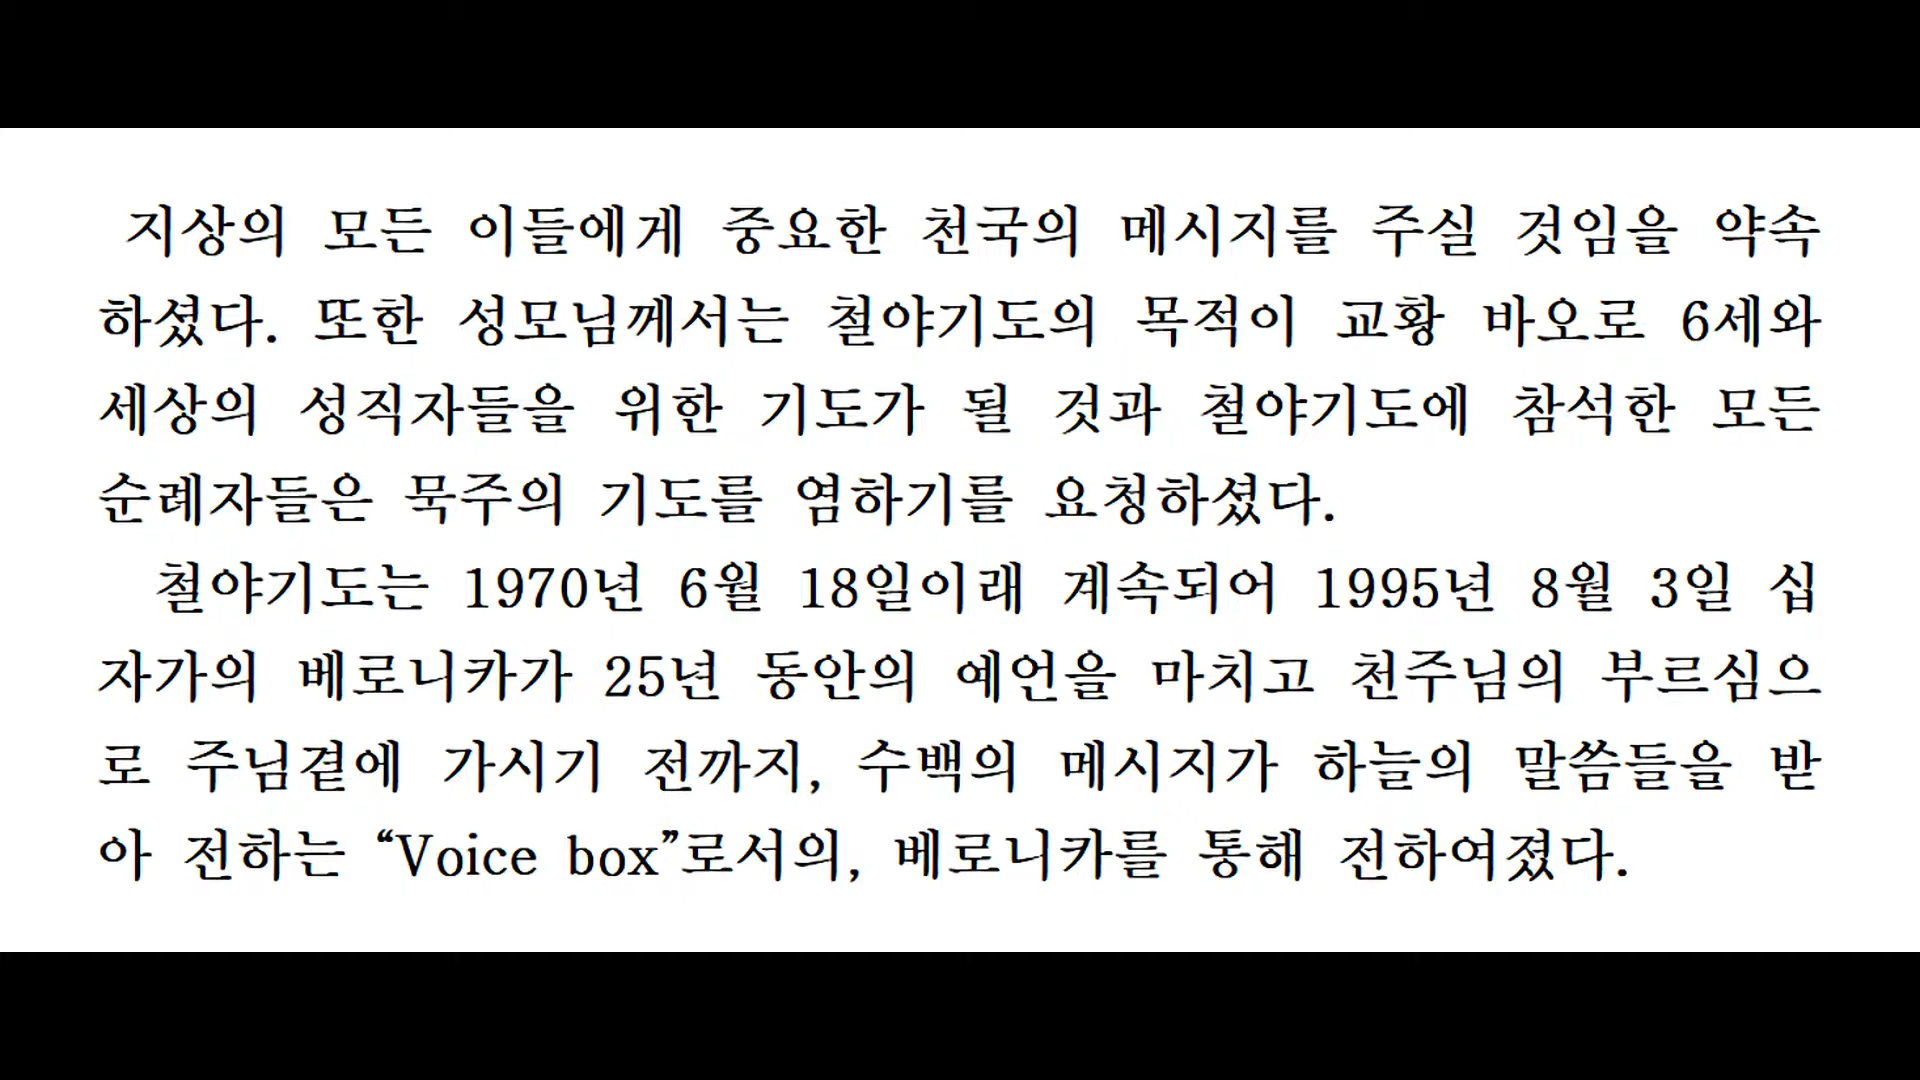 지상의 모든 이들에게 중요한 천국의 메시지를 주실 것임을 약속
하셨다. 또한 성모님께서는 철야기도의 목적이 교황 바오로 6세와
세상의 성직자들을 위한 기도가 될 것과 철야기도에 참석한 모든
순례자들은 묵주의 기도를 염하기를 요청하셨다.
철야기도는 1970년 6월 18일이래 계속되어 1995년 8월 3일 십
자가의 베로니카가 25년 동안의 예언을 마치고 천주님의 부르심으
로 주님곁에 가시기 전까지, 수백의 메시지가 하늘의 말씀들을 받
아 전하는 “Voice box”로서의, 베로니카를 통해 전하여졌다.